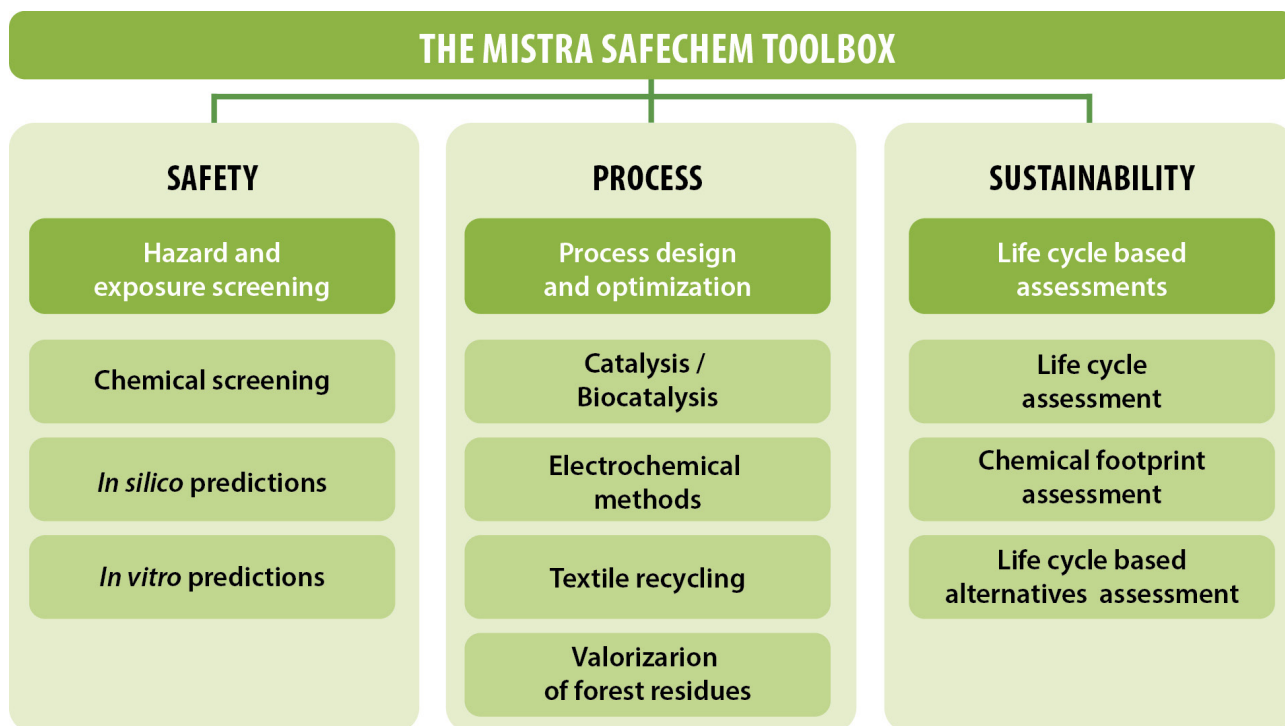 THE MISTRA SAFECHEM TOOLBOX
SAFETY
Hazard and
exposure screening
Chemical screening
In silico predictions
In vitro predictions
PROCESS
Process design
and optimization
Catalysis /
Biocatalysis
Electrochemical
methods
Textile recycling
Valorizarion
of forest residues
SUSTAINABILITY
Life cycle based
assessments
Life cycle
assessment
Chemical footprint
assessment
Life cycle based
alternatives assessment